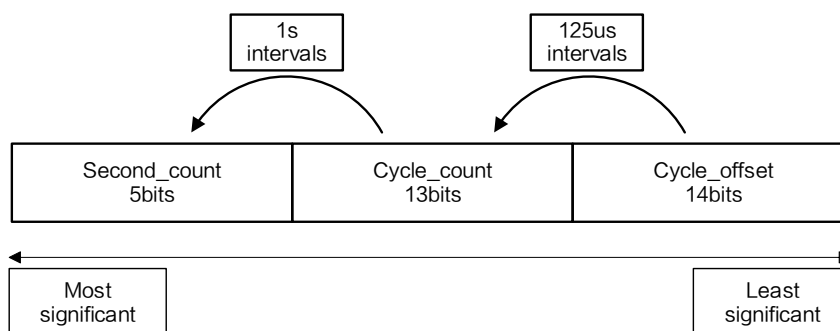 1s
intervals
125us
intervals
Second_count
5bits
Cycle_count
13bits
Cycle_offset
14bits
Most
significant
Least
significant